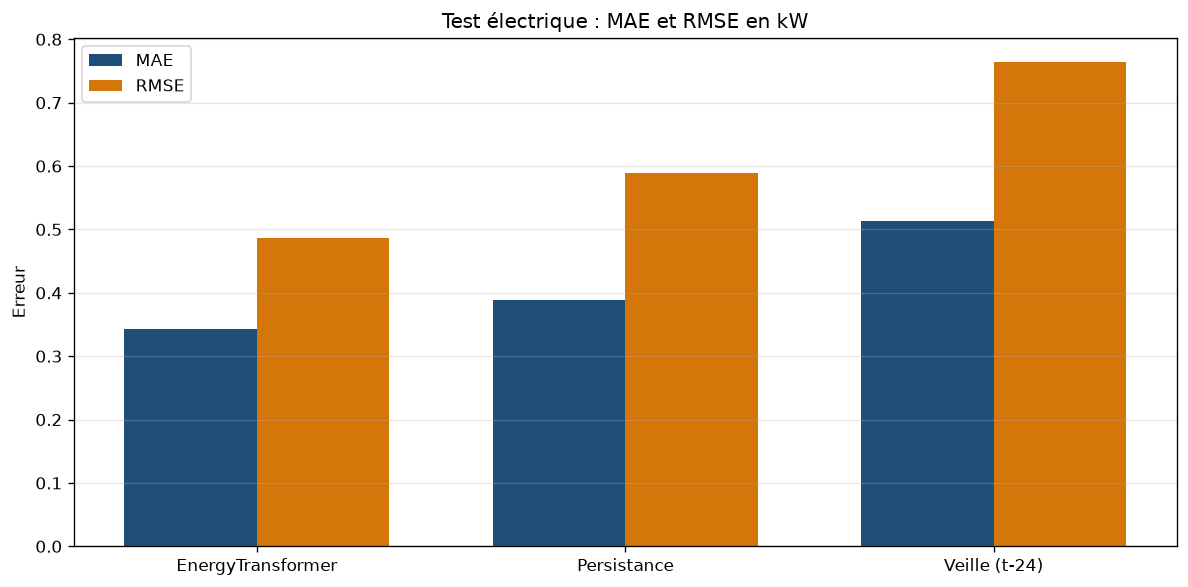 Test électrique : MAE et RMSE en kW
MAE
RMSE
Erreur
0.8
0.7
0.6
0.5
0.4
0.3
0.2
0.1
0.0
EnergyTransformer
Persistance
Veille (t-24)